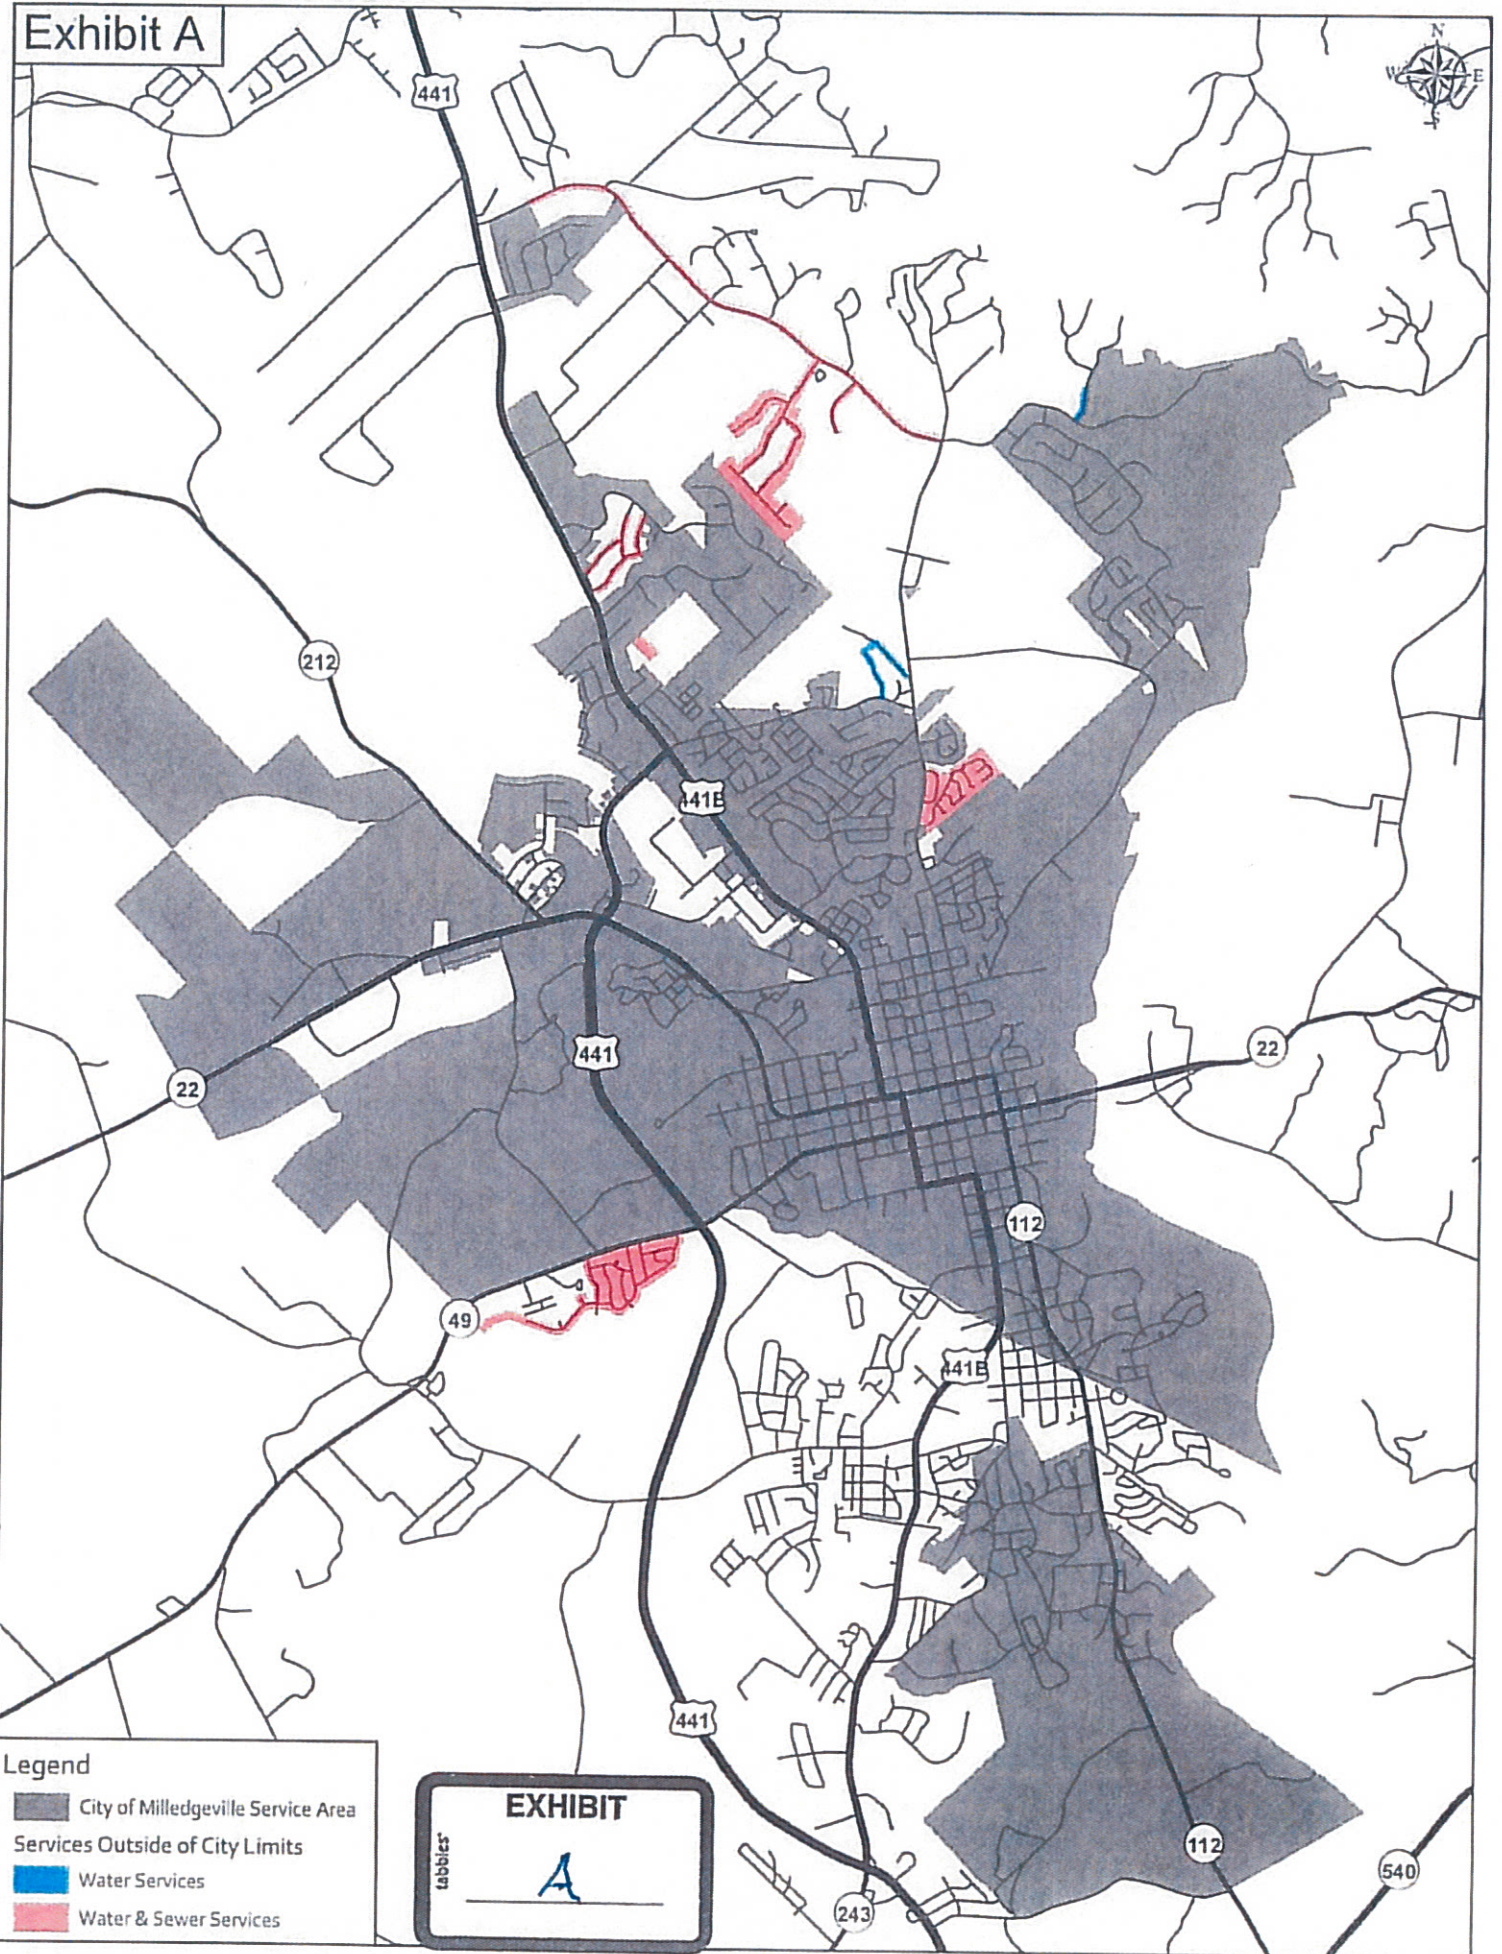 Exhibit A
N
W E
S
441
212
441B
441
22
22
112
49
441B
441
112
540
243
Legend
City of Milledgeville Service Area
Services Outside of City Limits
Water Services
Water & Sewer Services
EXHIBIT
tabbies®
A